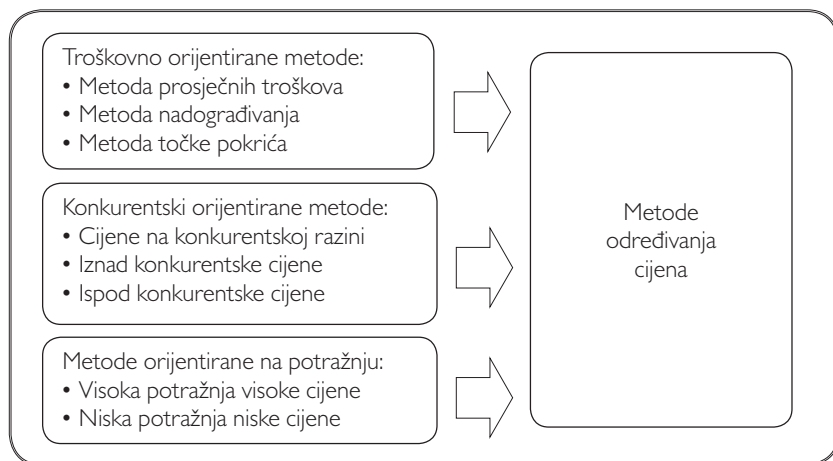 Troškovno orijentirane metode:
• Metoda prosječnih troškova
• Metoda nadograđivanja
• Metoda točke pokrića
Konkurentski orijentirane metode:
• Cijene na konkurentskoj razini
• Iznad konkurentske cijene
• Ispod konkurentske cijene
Metode orijentirane na potražnju:
• Visoka potražnja visoke cijene
• Niska potražnja niske cijene
Metode
određivanja
cijena